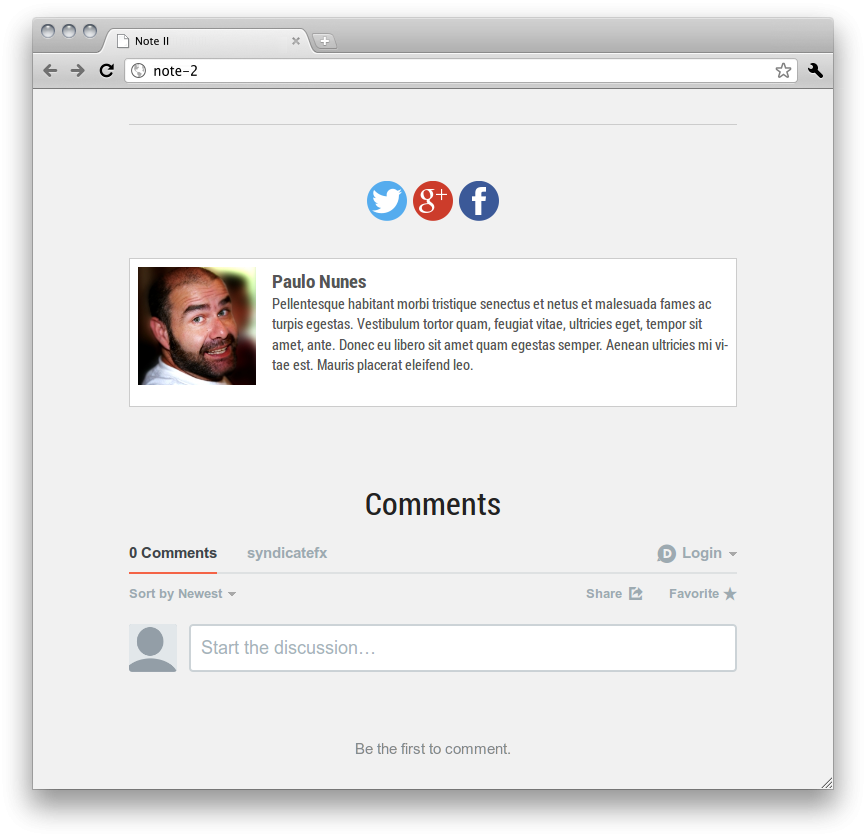 Note II
note-2
g+
f
Paulo Nunes
Pellentesque habitant morbi tristique senectus et netus et malesuada fames ac
turpis egestas. Vestibulum tortor quam, feugiat vitae, ultricies eget, tempor sit
amet, ante. Donec eu libero sit amet quam egestas semper. Aenean ultricies mi vi-
tae est. Mauris placerat eleifend leo.
Comments
0 Comments syndicatefx D Login
Sort by Newest Share Favorite
Start the discussion…
Be the first to comment.